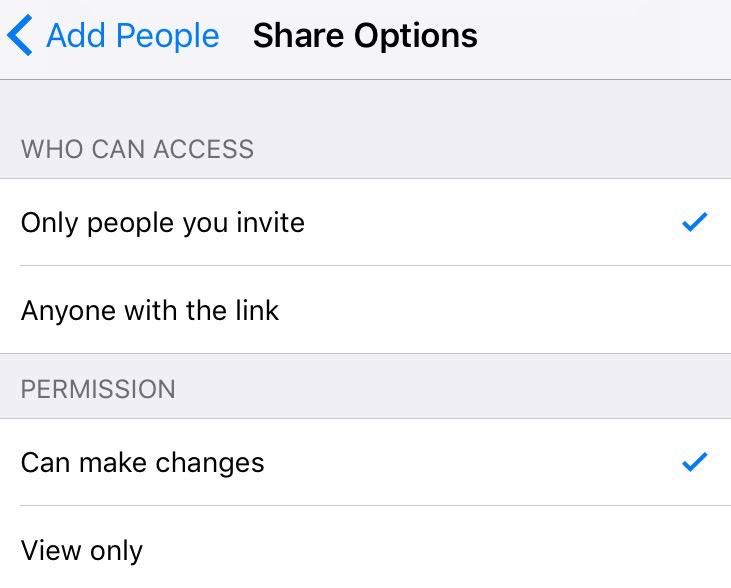 Add People Share Options
WHO CAN ACCESS
Only people you invite
Anyone with the link
PERMISSION
Can make changes
View only